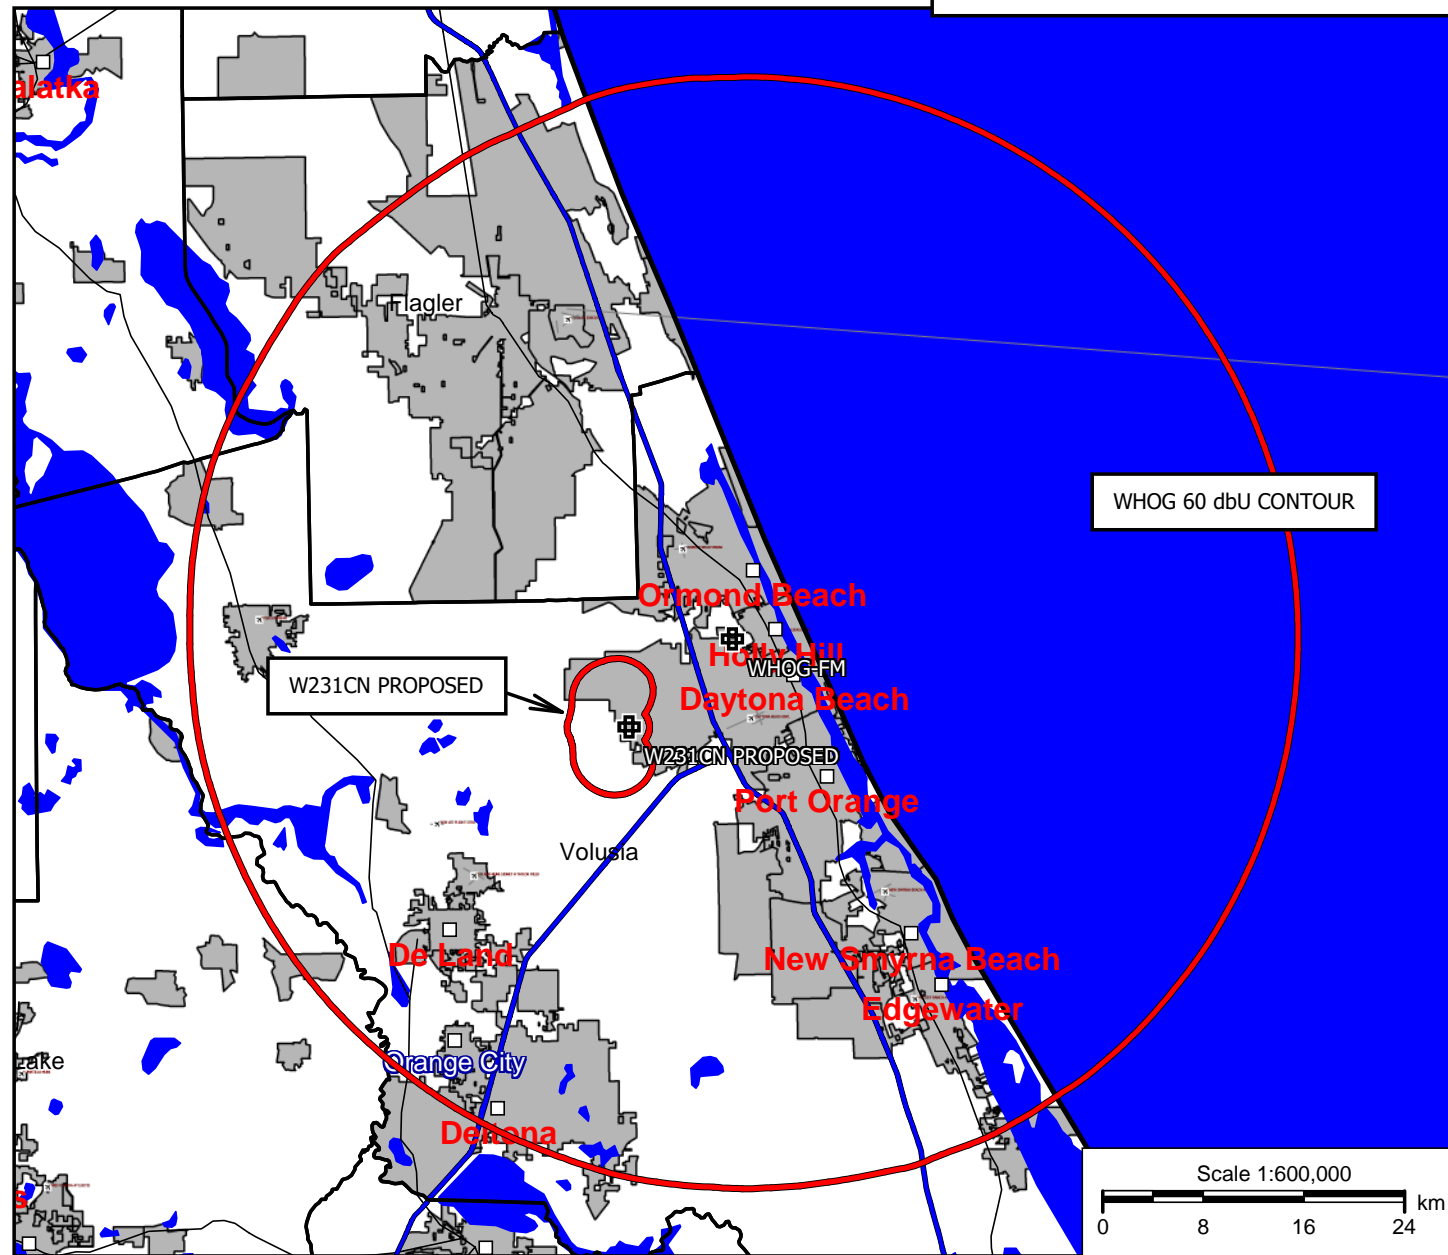 alatka
Flagler
WHOG 60 dbU CONTOUR
Ormond Beach
Holly Hill
WHOG-FM
W231CN PROPOSED
Daytona Beach
W231CN PROPOSED
Port Orange
Volusia
De Land
New Smyrna Beach
Edgewater
Lake
Orange City
Deltona
s
Scale 1:600,000
km
0 8 16 24